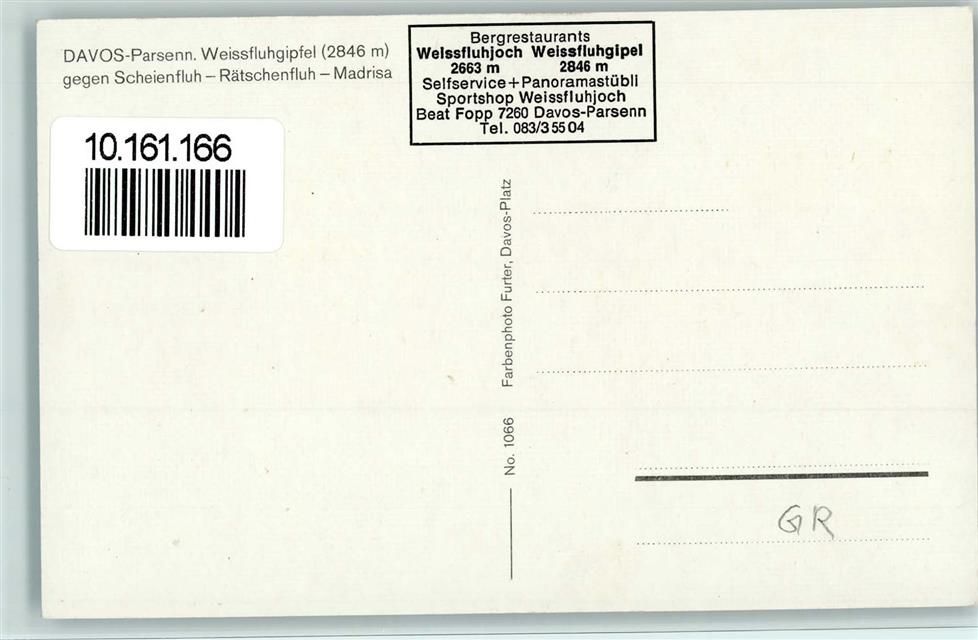 DAVOS-Parsenn. Weissfluhgipfel (2846 m)
gegen Scheienfluh – Rätschenfluh – Madrisa
Bergrestaurants
Weissfluhjoch Weissfluhgipel
2663 m 2846 m
Selfservice+Panoramastübli
Sportshop Weissfluhjoch
Beat Fopp 7260 Davos-Parsenn
Tel. 083/3 55 04
10.161.166
No. 1066 Farbenphoto Furter, Davos-Platz
GR